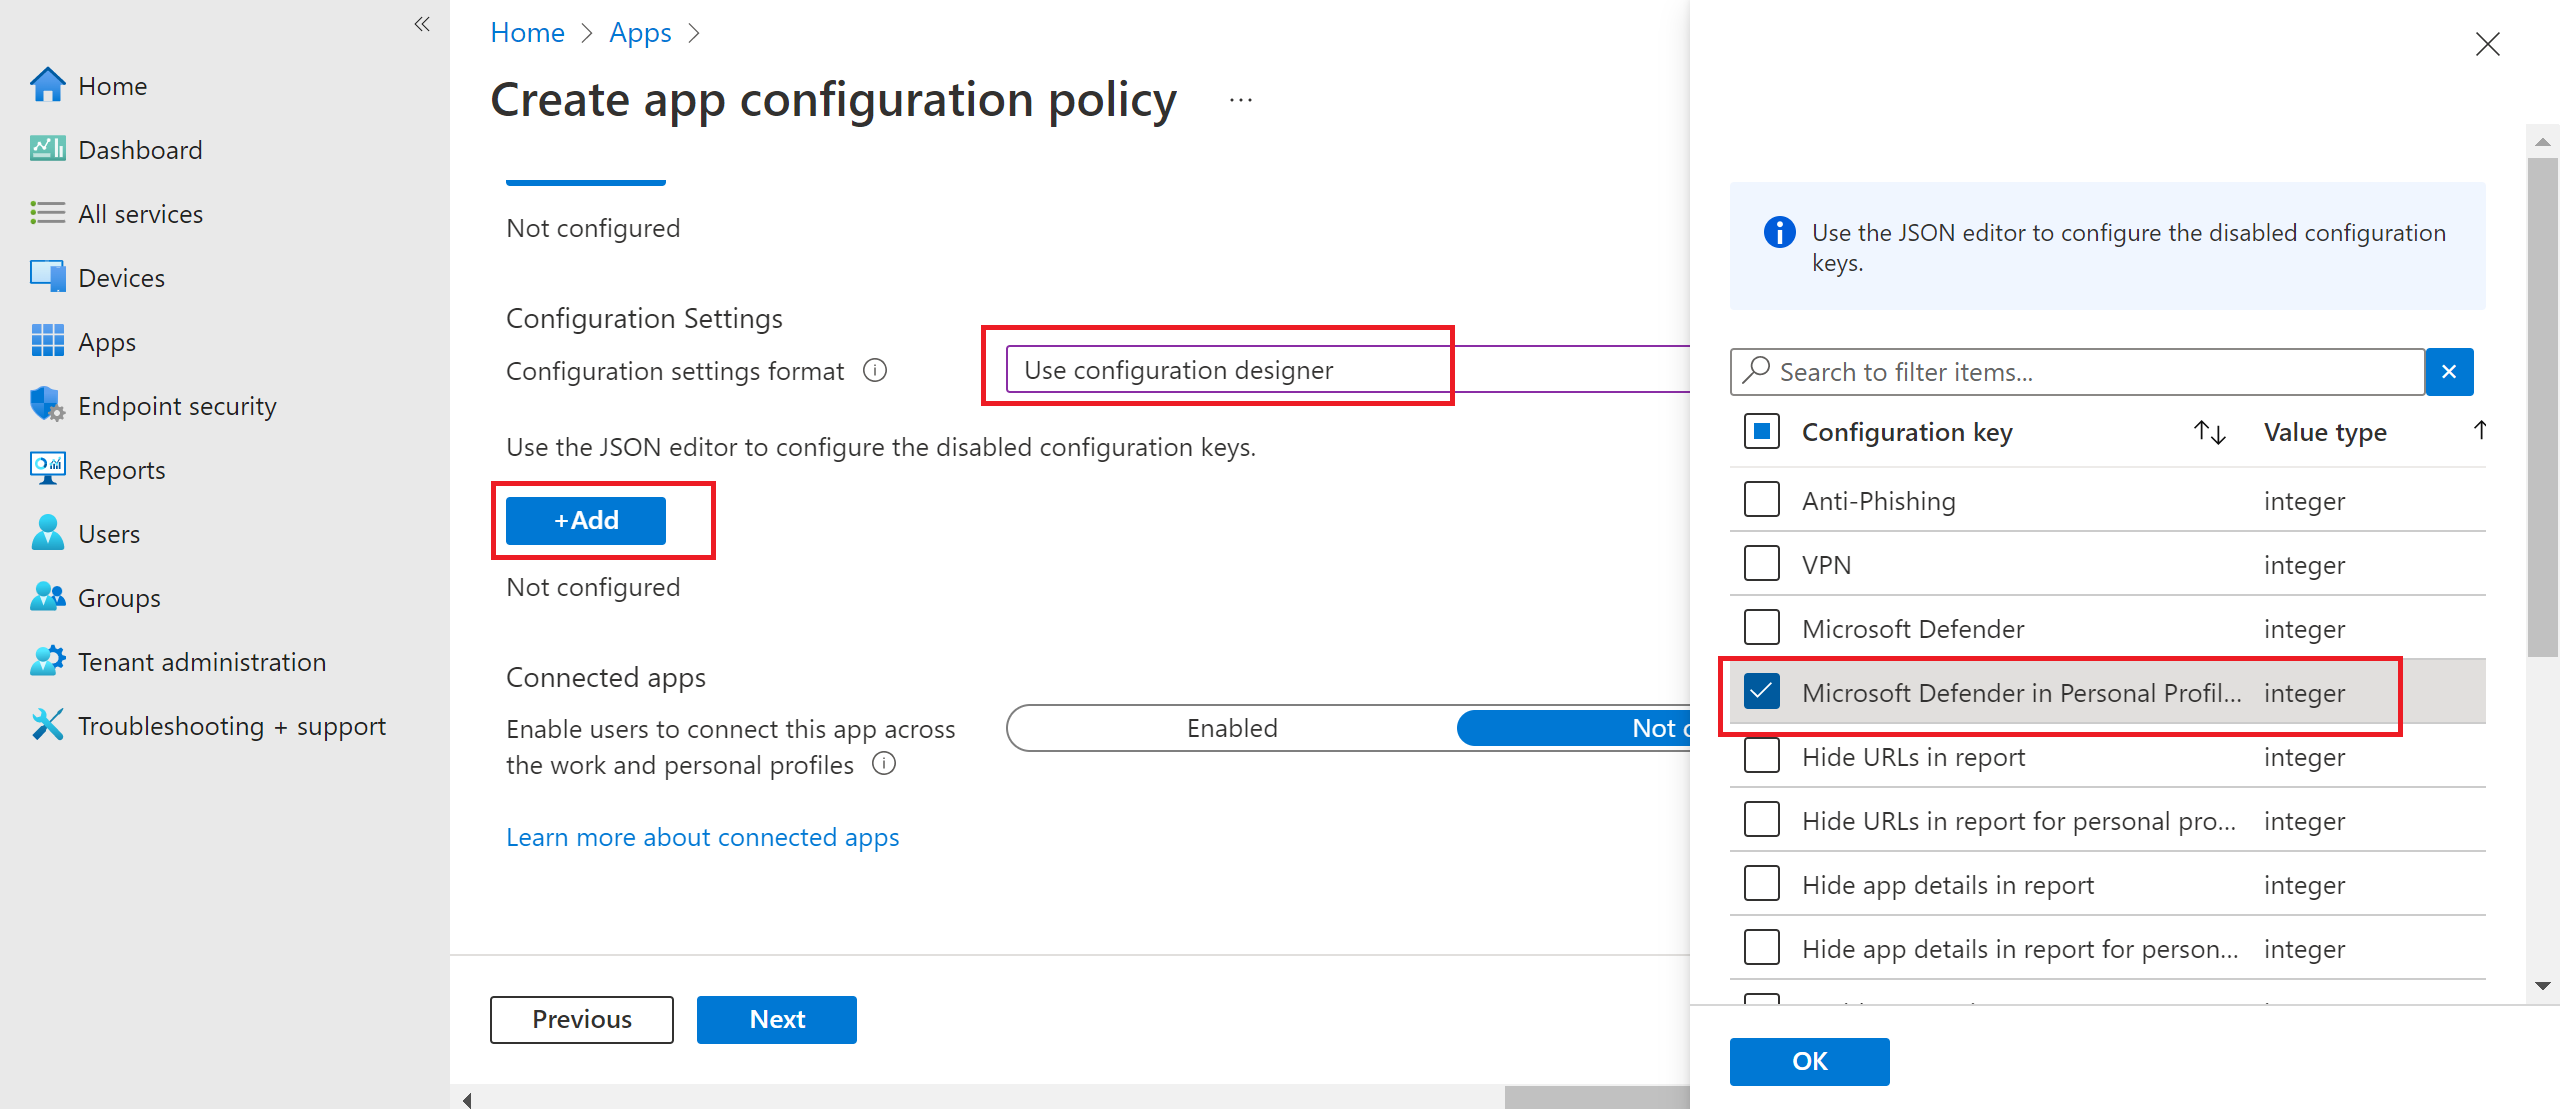 Home
Dashboard
All services
Devices
Apps
Endpoint security
Reports
Users
Groups
Tenant administration
Troubleshooting + support
Home > Apps >
Create app configuration policy ...
Not configured
Configuration Settings
Configuration settings format
Use configuration designer
Use the JSON editor to configure the disabled configuration keys.
+Add
Not configured
Connected apps
Enable users to connect this app across
the work and personal profiles
Enabled
Not
Learn more about connected apps
Previous
Next
Use the JSON editor to configure the disabled configuration
keys.
Search to filter items...
Configuration key Value type
Anti-Phishing integer
VPN integer
Microsoft Defender integer
Microsoft Defender in Personal Profil... integer
Hide URLs in report integer
Hide URLs in report for personal pro... integer
Hide app details in report integer
Hide app details in report for person... integer
OK